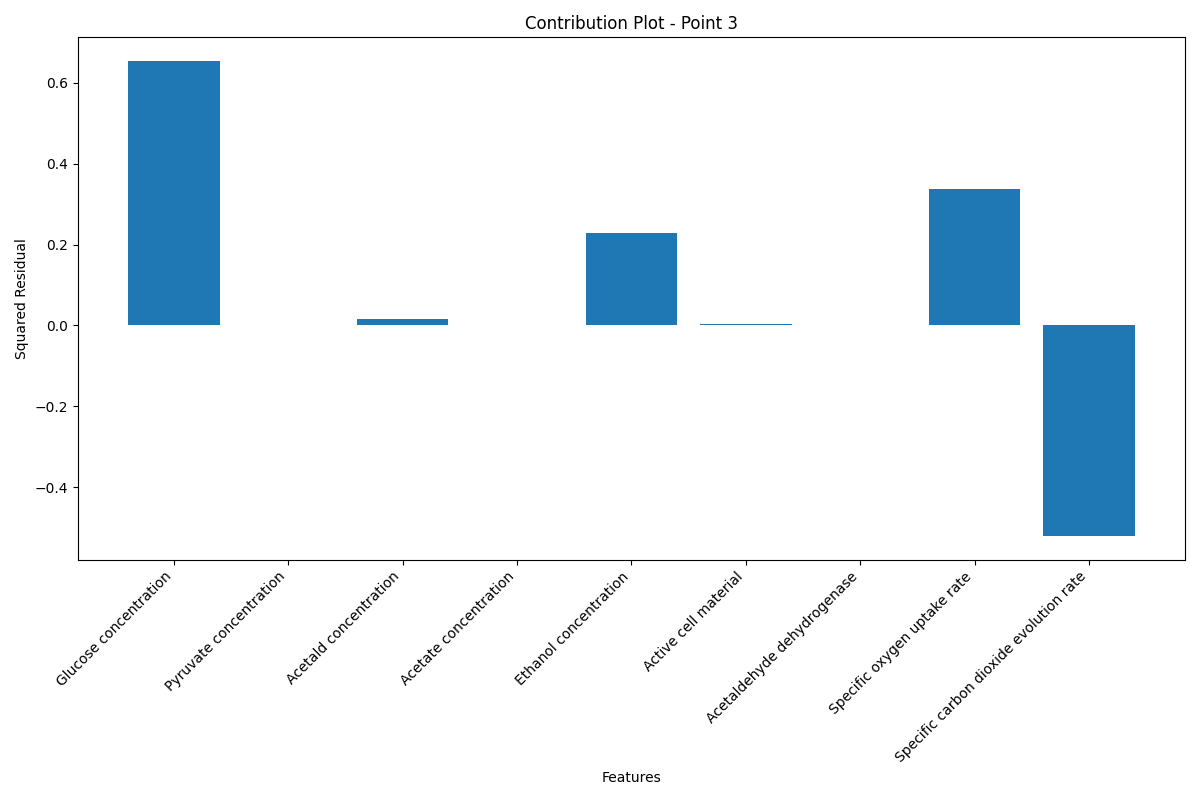 Contribution Plot - Point 3
Squared Residual
0.6
0.4
0.2
0.0
−0.2
−0.4
Glucose concentration
Pyruvate concentration
Acetald concentration
Acetate concentration
Ethanol concentration
Active cell material
Acetaldehyde dehydrogenase
Specific oxygen uptake rate
Specific carbon dioxide evolution rate
Features